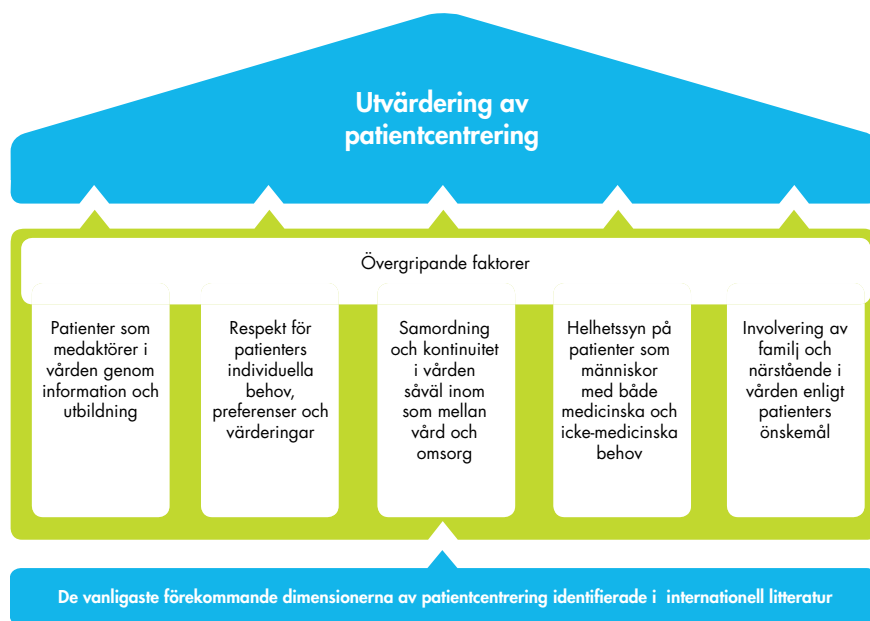 Utvärdering av
patientcentrering
Övergripande faktorer
Patienter som
medaktörer i
vården genom
information och
utbildning
Respekt för
patienters
individuella
behov,
preferenser och
värderingar
Samordning
och kontinuitet
i vården
såväl inom
som mellan
vård och
omsorg
Helhetssyn på
patienter som
människor
med både
medicinska och
icke-medicinska
behov
Involvering av
familj och
närstående i
vården enligt
patienters
önskemål
De vanligaste förekommande dimensionerna av patientcentrering identifierade i internationell litteratur